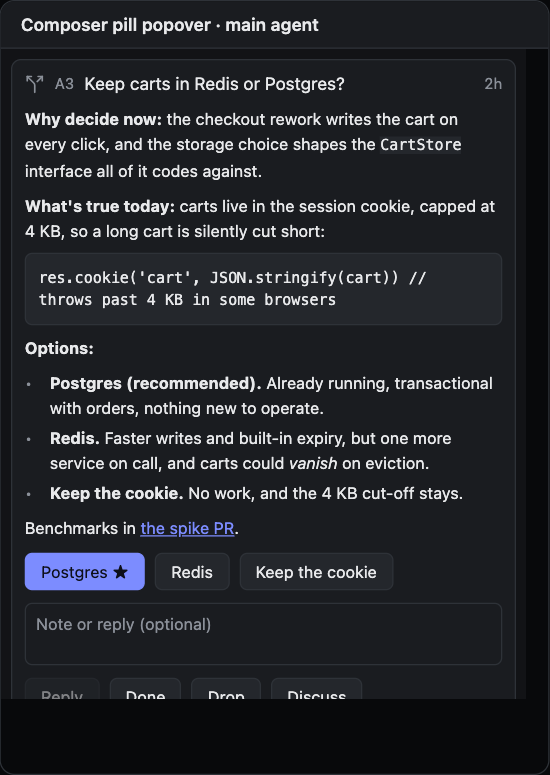 Composer pill popover · main agent
A3 Keep carts in Redis or Postgres? 2h
Why decide now: the checkout rework writes the cart on
every click, and the storage choice shapes the CartStore
interface all of it codes against.
What's true today: carts live in the session cookie, capped at
4 KB, so a long cart is silently cut short:
res.cookie('cart', JSON.stringify(cart)) //
throws past 4 KB in some browsers
Options:
• Postgres (recommended). Already running, transactional
with orders, nothing new to operate.
• Redis. Faster writes and built-in expiry, but one more
service on call, and carts could vanish on eviction.
• Keep the cookie. No work, and the 4 KB cut-off stays.
Benchmarks in the spike PR.
Postgres ★ Redis Keep the cookie
Note or reply (optional)
Reply Done Drop Discuss